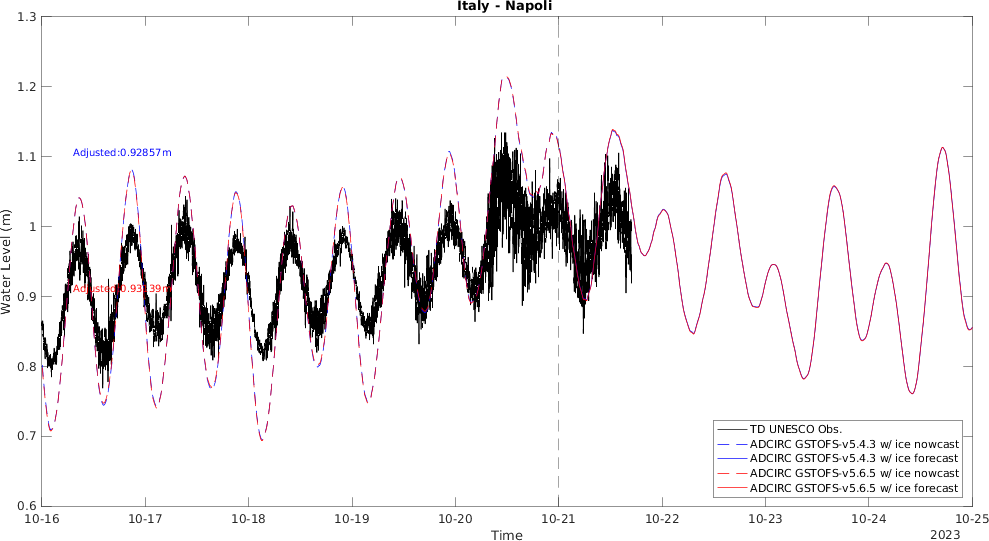 Italy - Napoli
1.3
1.2
1.1
1
0.9
0.8
0.7
0.6
Water Level (m)
Adjusted:0.92857m
TD UNESCO Obs.
ADCIRC GSTOFS-v5.4.3 w/ ice nowcast
ADCIRC GSTOFS-v5.4.3 w/ ice forecast
ADCIRC GSTOFS-v5.6.5 w/ ice nowcast
ADCIRC GSTOFS-v5.6.5 w/ ice forecast
10-16 10-17 10-18 10-19 10-20 10-21 10-22 10-23 10-24 10-25
Time
2023